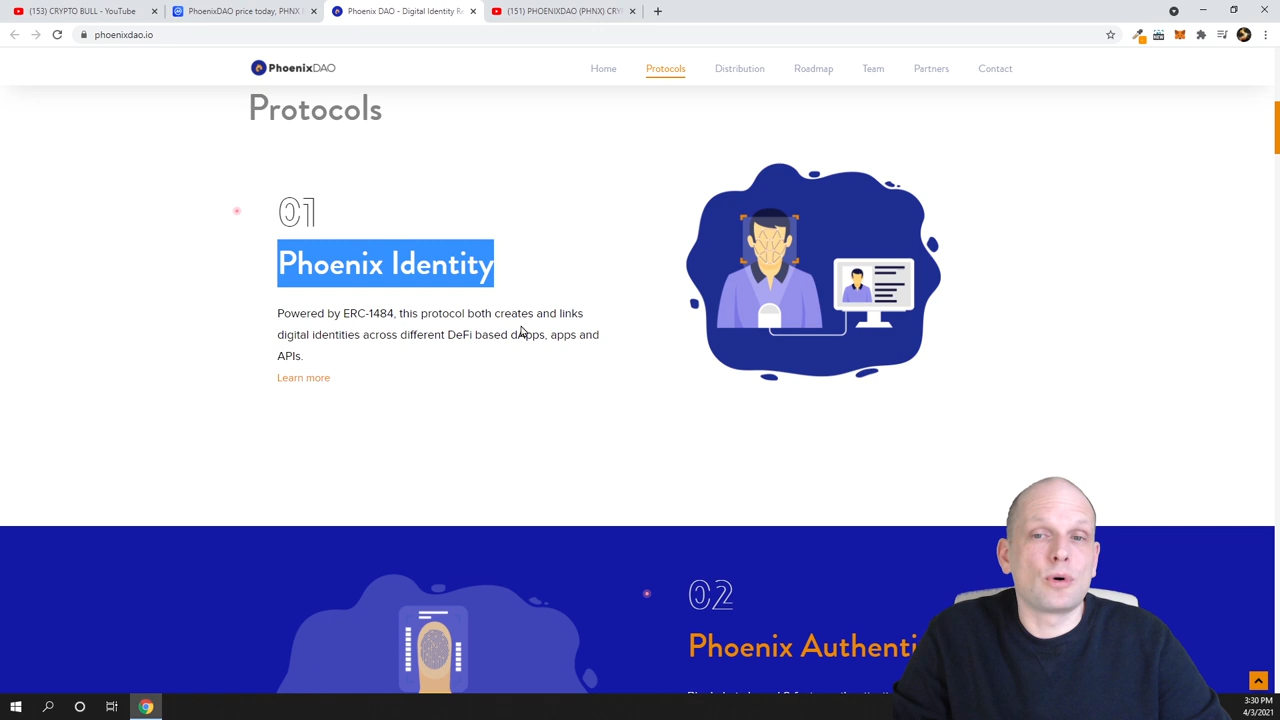 (153) CRYPTO BULL - YouTube
PhoenixDAO price today, PHNX
Phoenix DAO - Digital Identity Re
(151) PHOENIXDAO (PHNX) CRY
phoenixdao.io
PhoenixDAO
Home
Protocols
Distribution
Roadmap
Team
Partners
Contact
Protocols
01
Phoenix Identity
Powered by ERC-1484, this protocol both creates and links
digital identities across different DeFi based dapps, apps and
APIs.
Learn more
02
Phoenix Authenti
3:30 PM
4/3/2021